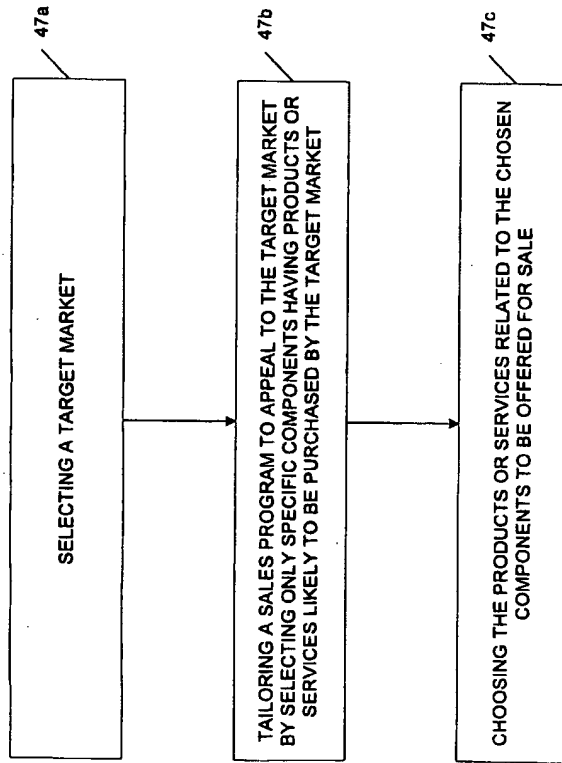 47a
SELECTING A TARGET MARKET
47b
TAILORING A SALES PROGRAM TO APPEAL TO THE TARGET MARKET
BY SELECTING ONLY SPECIFIC COMPONENTS HAVING PRODUCTS OR
SERVICES LIKELY TO BE PURCHASED BY THE TARGET MARKET
47c
CHOOSING THE PRODUCTS OR SERVICES RELATED TO THE CHOSEN
COMPONENTS TO BE OFFERED FOR SALE